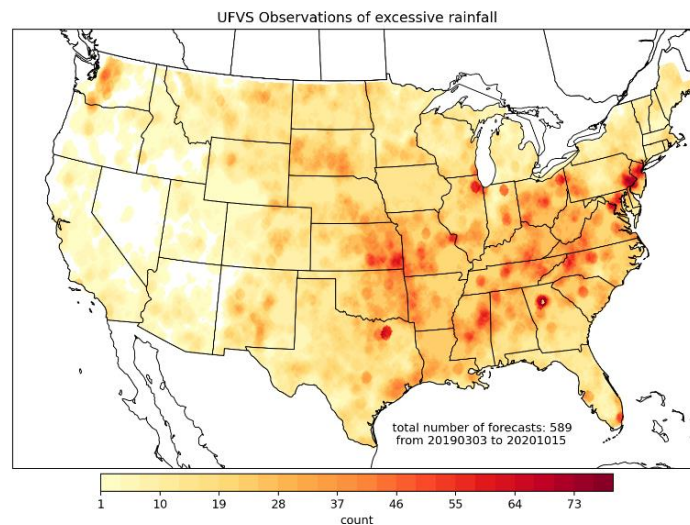 UFVS Observations of excessive rainfall
total number of forecasts: 589
from 20190303 to 20201015
1 10 19 28 37 46 55 64 73
count